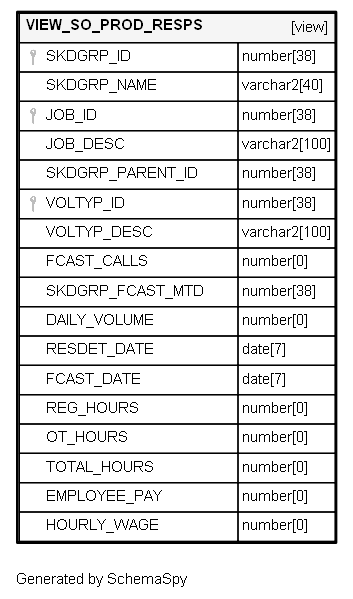 VIEW_SO_PROD_RESPS [view]
SKDGRP_ID number[38]
SKDGRP_NAME varchar2[40]
JOB_ID number[38]
JOB_DESC varchar2[100]
SKDGRP_PARENT_ID number[38]
VOLTYP_ID number[38]
VOLTYP_DESC varchar2[100]
FCAST_CALLS number[0]
SKDGRP_FCAST_MTD number[38]
DAILY_VOLUME number[0]
RESDET_DATE date[7]
FCAST_DATE date[7]
REG_HOURS number[0]
OT_HOURS number[0]
TOTAL_HOURS number[0]
EMPLOYEE_PAY number[0]
HOURLY_WAGE number[0]
Generated by SchemaSpy